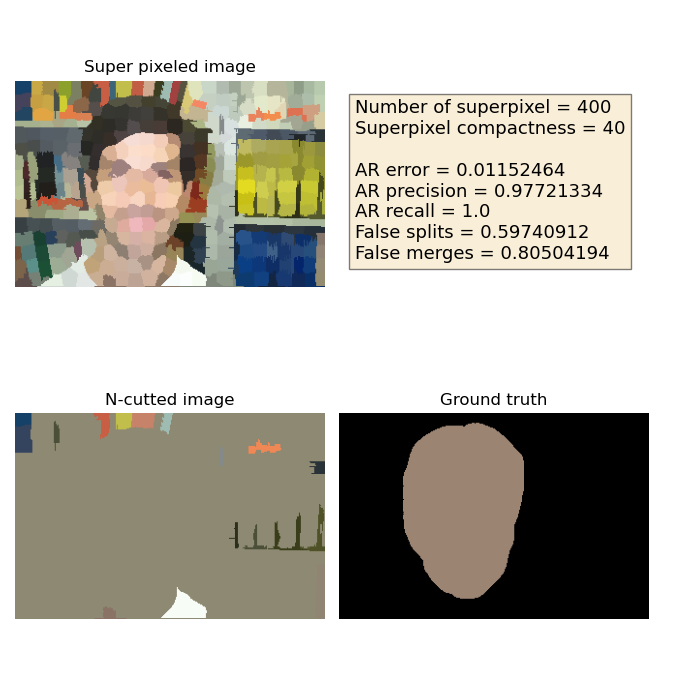 Super pixeled image
Number of superpixel = 400
Superpixel compactness = 40
AR error = 0.01152464
AR precision = 0.97721334
AR recall = 1.0
False splits = 0.59740912
False merges = 0.80504194
N-cutted image
Ground truth